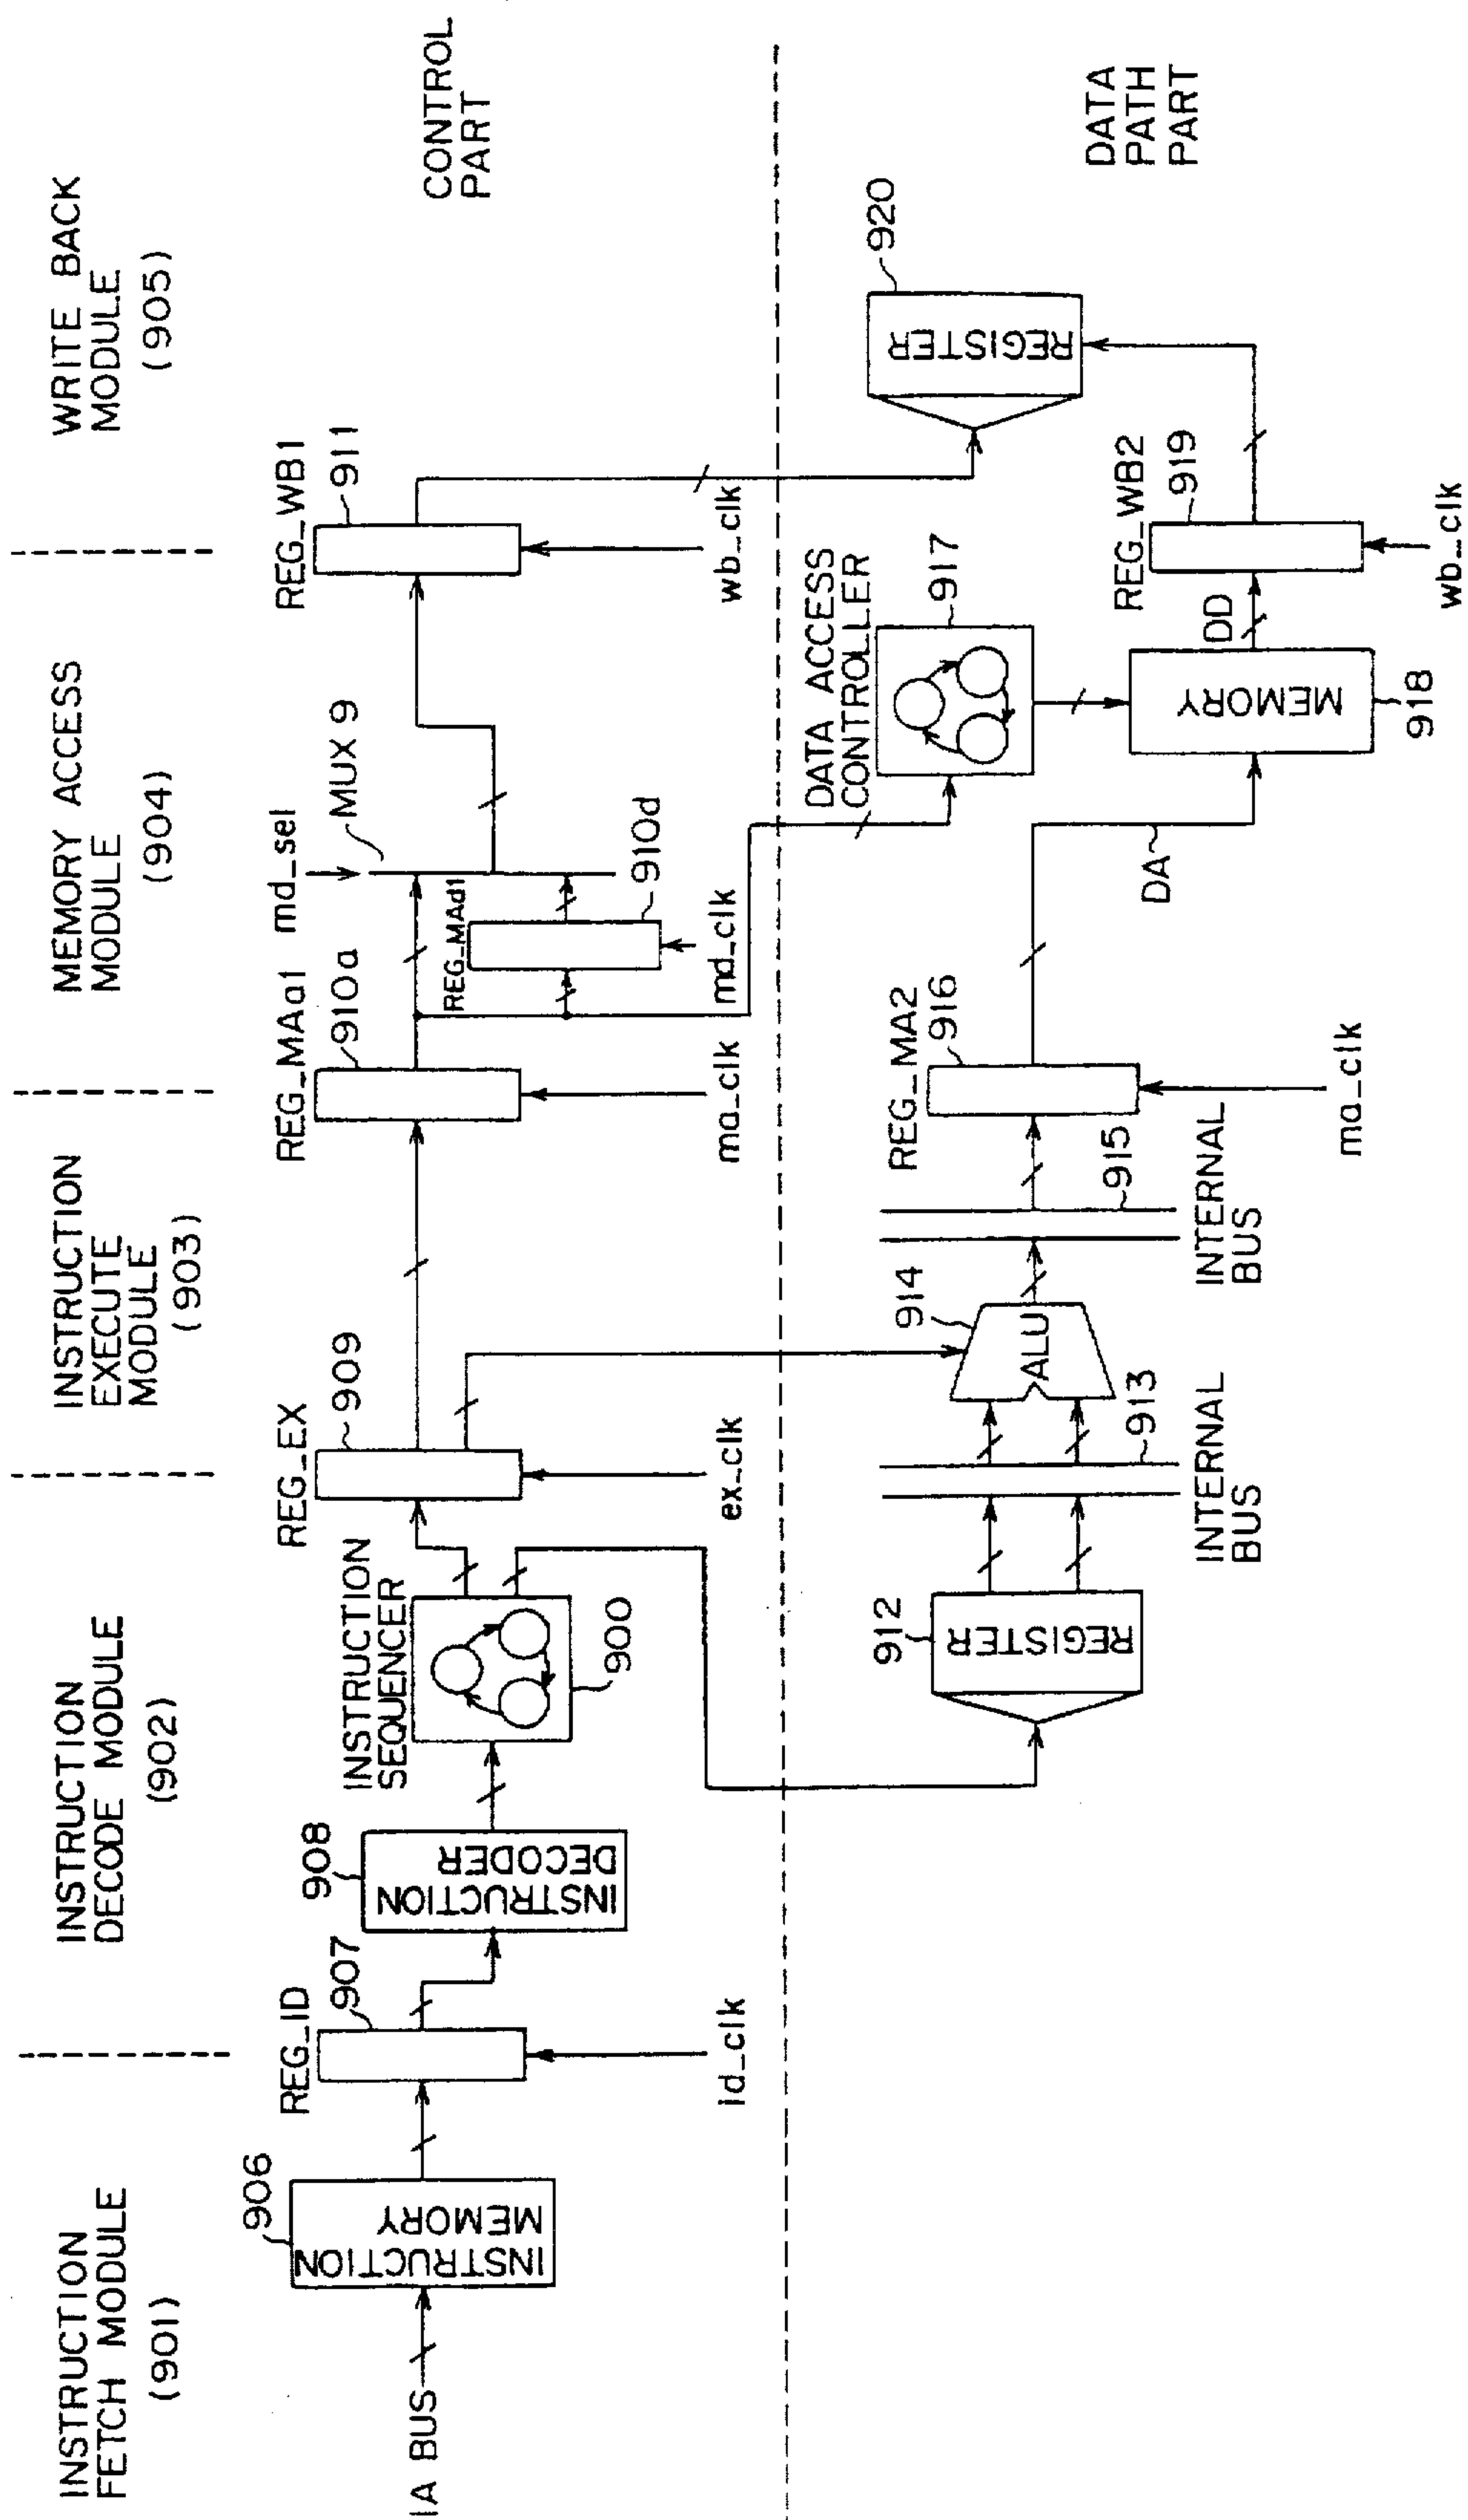 INSTRUCTION
FETCH MODULE
(901)
INSTRUCTION
DECODE MODULE
(902)
INSTRUCTION
EXECUTE
MODULE
(903)
MEMORY ACCESS
MODULE
(904)
WRITE BACK
MODULE
(905)
CONTROL
PART
IA BUS
906
INSTRUCTION
MEMORY
REG_ID
907
id_clk
908
INSTRUCTION
DECODER
INSTRUCTION
SEQUENCER
900
REG_EX
909
ex_clk
REG_MAa1
910a
ma_clk
md_sel
MUX 9
REG_MAd1
910d
md_clk
REG_WB1
911
wb_clk
DATA
PATH
PART
912
REGISTER
913
INTERNAL
BUS
914
ALU
915
INTERNAL
BUS
REG_MA2
916
ma_clk
DA
DATA ACCESS
CONTROLLER
917
MEMORY
918
DD
REG_WB2
919
wb_clk
920
REGISTER